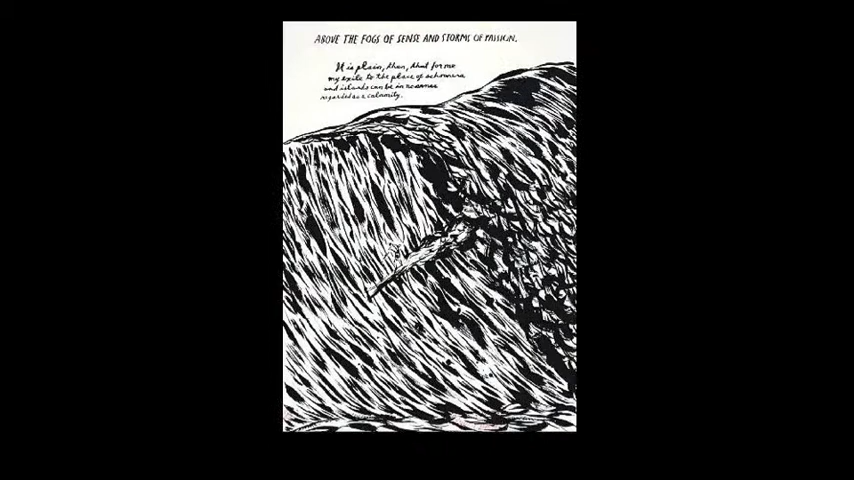 ABOVE THE FOGS OF SENSE AND STORMS OF PASSION.
It is plain, then, that for me
my exile to the place of schooners
and islands can be in no sense
regarded as a calamity.